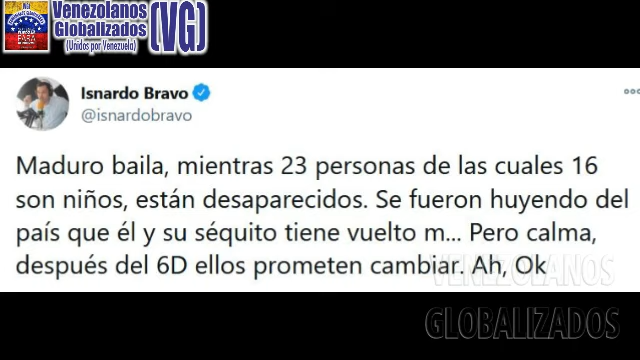 Venezolanos
Globalizados
(Unidos por Venezuela)
(VG)
Isnardo Bravo
@isnardobravo
Maduro baila, mientras 23 personas de las cuales 16
son niños, están desaparecidos. Se fueron huyendo del
país que él y su séquito tiene vuelto m... Pero calma,
después del 6D ellos prometen cambiar. Ah, Ok
VENEZOLANOS
GLOBALIZADOS